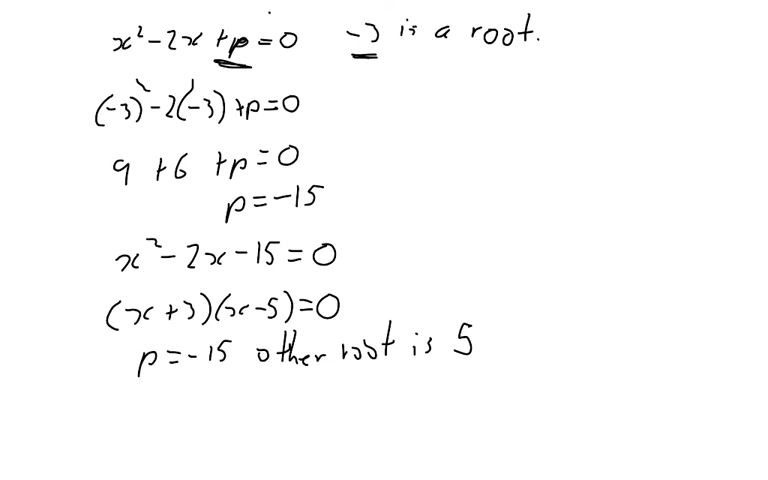 x² - 2x + p = 0   -3 is a root.
(-3)² - 2(-3) + p = 0
9 + 6 + p = 0
p = -15
x² - 2x - 15 = 0
(x + 3)(x - 5) = 0
p = -15 other root is 5